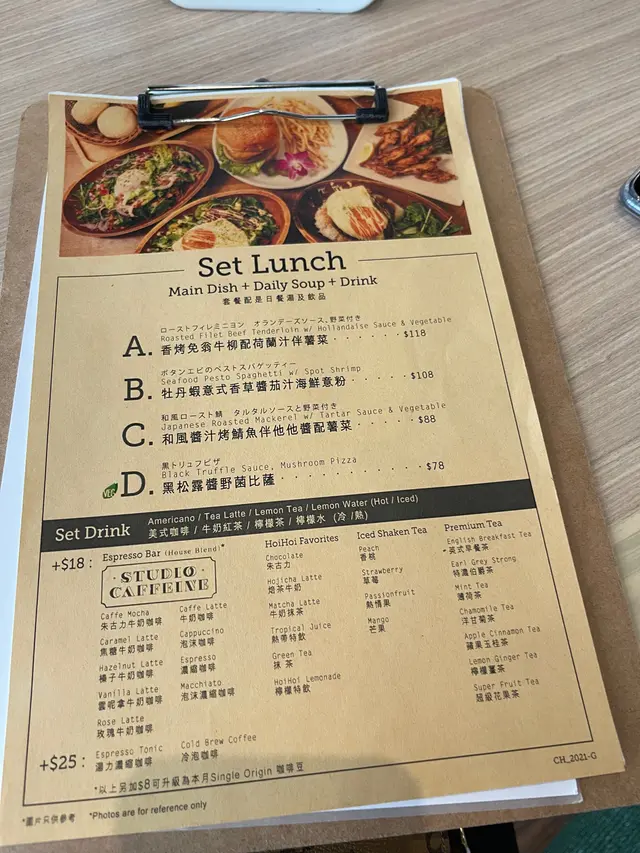 Set Lunch
Main Dish + Daily Soup + Drink
套餐配是日餐湯及飲品
ローストフィレミニヨン オランデーズソース、野菜付き
Roasted Filet Beef Tenderloin w/ Hollandaise Sauce & Vegetable
A. 香烤免翁牛柳配荷蘭汁伴薯菜 · · · · · · $118
ボタンエビのペストスパゲッティー
Seafood Pesto Spaghetti w/ Spot Shrimp
B. 牡丹蝦意式香草醬茄汁海鮮意粉 · · · · · $108
和風ロースト鯖 タルタルソースと野菜付き
Japanese Roasted Mackerel w/ Tartar Sauce & Vegetable
C. 和風醬汁烤鯖魚伴他他醬配薯菜 · · · · · $88
黒トリュフピザ
Black Truffle Sauce, Mushroom Pizza
VEG D. 黑松露醬野菌比薩 · · · · · · · · · · · · $78
Set Drink
Americano / Tea Latte / Lemon Tea / Lemon Water (Hot / Iced)
美式咖啡 / 牛奶紅茶 / 檸檬茶 / 檸檬水 (冷 /熱)
+$18 :
Espresso Bar (House Blend)*
STUDIO CAFFEINE
Caffe Mocha
朱古力牛奶咖啡
Caramel Latte
焦糖牛奶咖啡
Hazelnut Latte
榛子牛奶咖啡
Vanilla Latte
雲呢拿牛奶咖啡
Rose Latte
玫瑰牛奶咖啡
Caffe Latte
牛奶咖啡
Cappuccino
泡沫咖啡
Espresso
濃縮咖啡
Macchiato
泡沫濃縮咖啡
HoiHoi Favorites
Chocolate
朱古力
Hojicha Latte
焙茶牛奶
Matcha Latte
牛奶抹茶
Tropical Juice
熱帶特飲
Green Tea
抹 茶
HoiHoi Lemonade
檸檬特飲
Iced Shaken Tea
Peach
香桃
Strawberry
草莓
Passionfruit
熱情果
Mango
芒果
Premium Tea
English Breakfast Tea
英式早餐茶
Earl Grey Strong
特濃伯爵茶
Mint Tea
薄荷茶
Chamomile Tea
洋甘菊茶
Apple Cinnamon Tea
蘋果玉桂茶
Lemon Ginger Tea
檸檬薑茶
Super Fruit Tea
超級花果茶
+$25 :
Espresso Tonic
湯力濃縮咖啡
Cold Brew Coffee
冷泡咖啡
*以上另加$8可升級為本月Single Origin 咖啡豆
CH_2021-G
*圖片只供參考 *Photos are for reference only